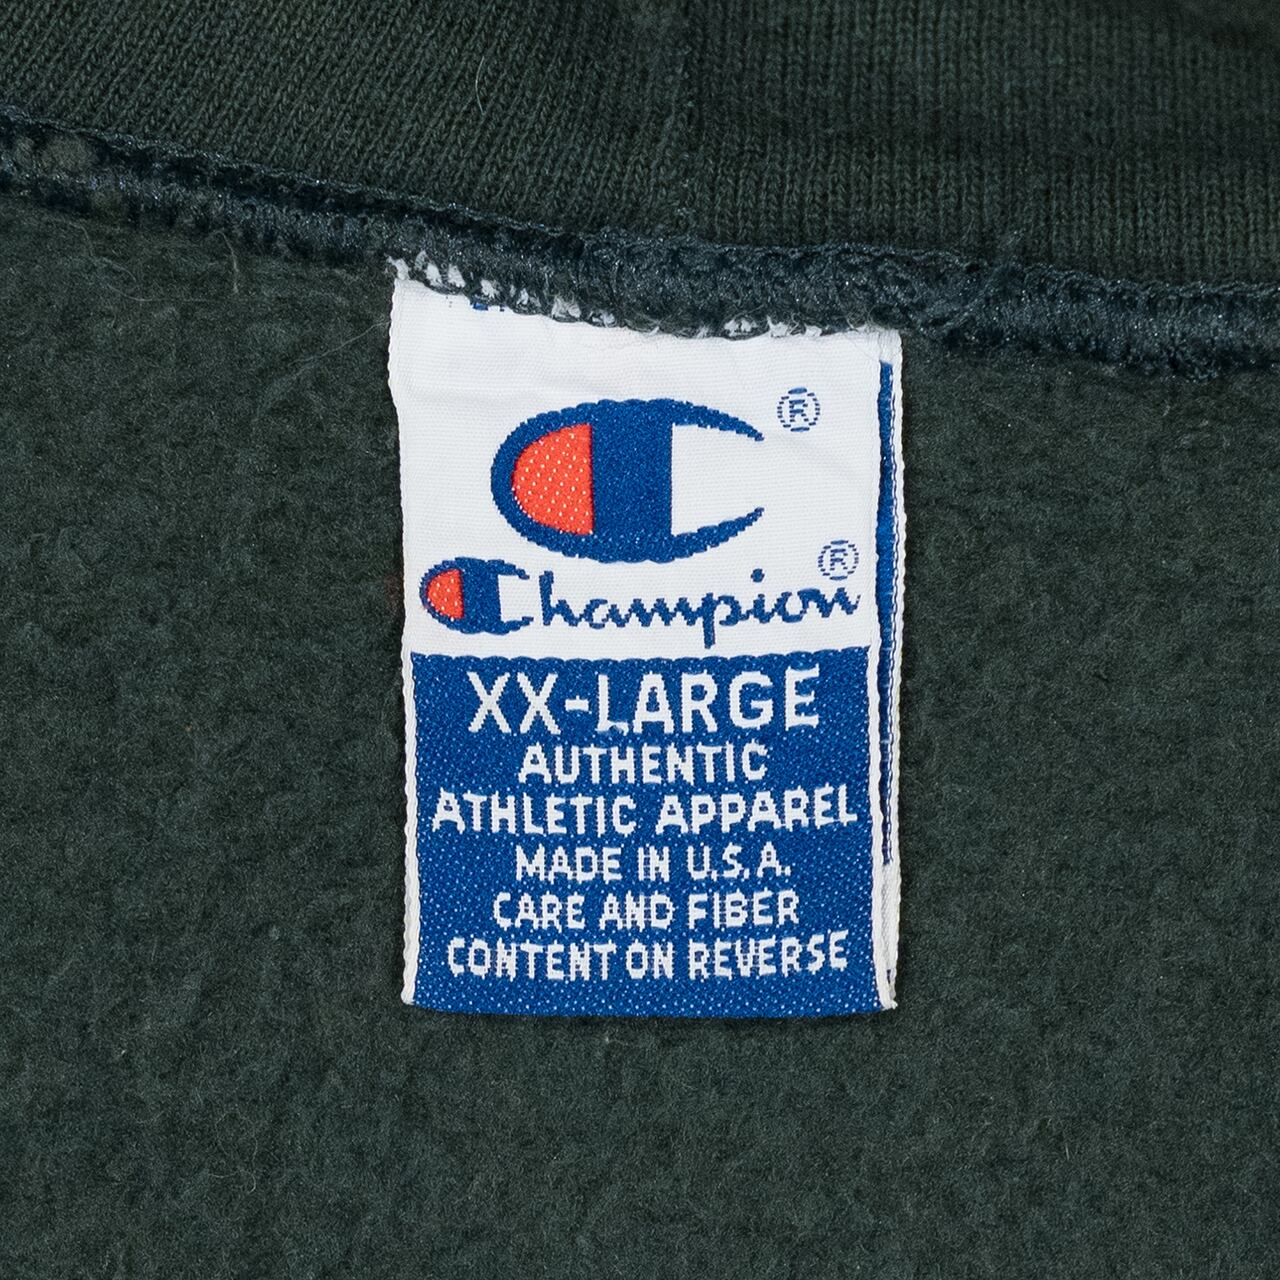 ®
Champion®
XX-LARGE
AUTHENTIC
ATHLETIC APPAREL
MADE IN U.S.A.
CARE AND FIBER
CONTENT ON REVERSE